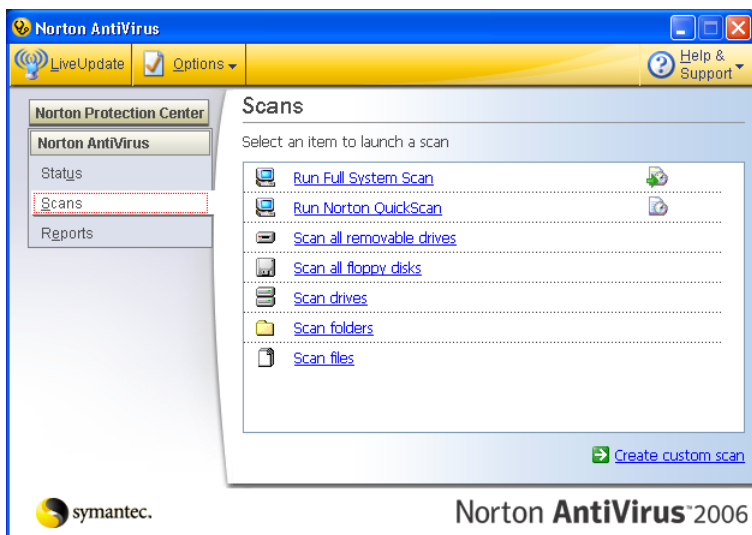 Norton AntiVirus
LiveUpdate
Options
Help &
Support
Norton Protection Center
Norton AntiVirus
Status
Scans
Reports
Scans
Select an item to launch a scan
Run Full System Scan
Run Norton QuickScan
Scan all removable drives
Scan all floppy disks
Scan drives
Scan folders
Scan files
Create custom scan
symantec.
Norton AntiVirus™2006